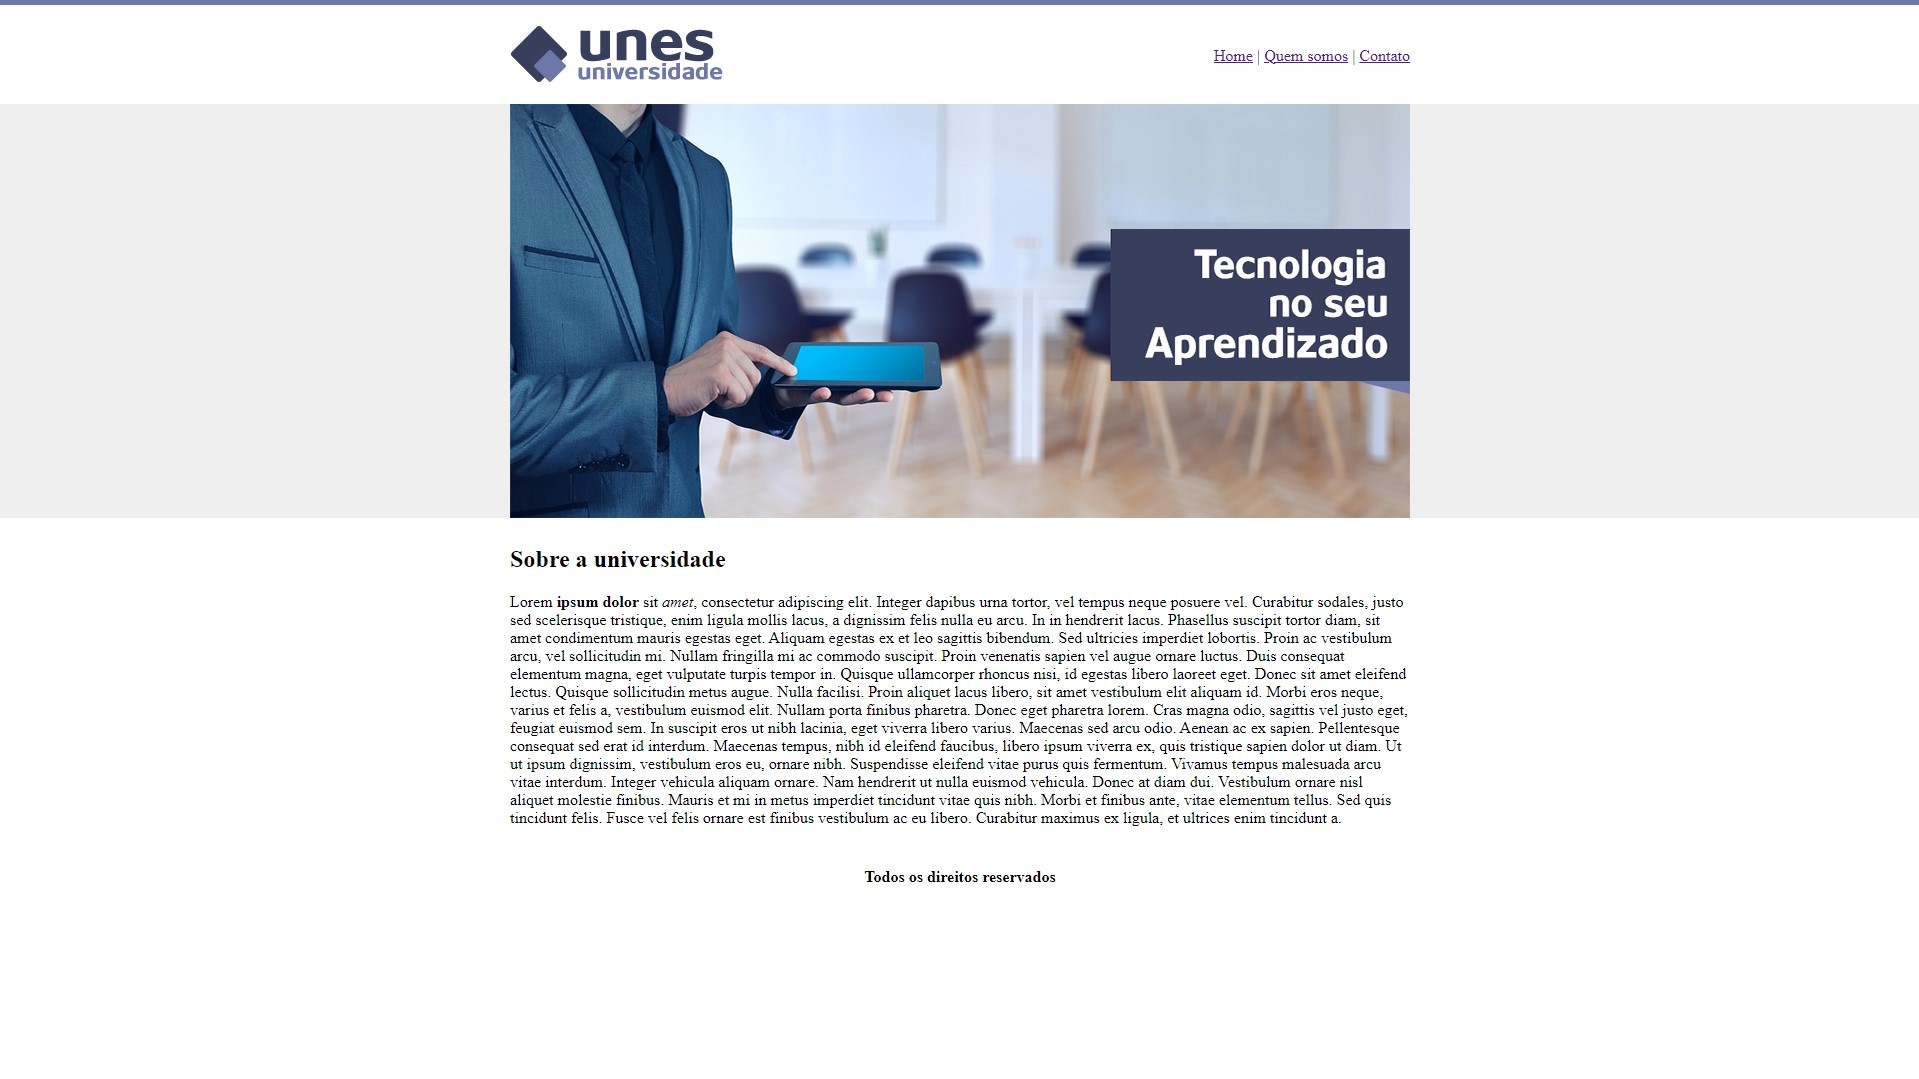 unes
universidade
Home | Quem somos | Contato
Tecnologia
no seu
Aprendizado
Sobre a universidade
Lorem ipsum dolor sit amet, consectetur adipiscing elit. Integer dapibus urna tortor, vel tempus neque posuere vel. Curabitur sodales, justo
sed scelerisque tristique, enim ligula mollis lacus, a dignissim felis nulla eu arcu. In in hendrerit lacus. Phasellus suscipit tortor diam, sit
amet condimentum mauris egestas eget. Aliquam egestas ex et leo sagittis bibendum. Sed ultricies imperdiet lobortis. Proin ac vestibulum
arcu, vel sollicitudin mi. Nullam fringilla mi ac commodo suscipit. Proin venenatis sapien vel augue ornare luctus. Duis consequat
elementum magna, eget vulputate turpis tempor in. Quisque ullamcorper rhoncus nisi, id egestas libero laoreet eget. Donec sit amet eleifend
lectus. Quisque sollicitudin metus augue. Nulla facilisi. Proin aliquet lacus libero, sit amet vestibulum elit aliquam id. Morbi eros neque,
varius et felis a, vestibulum euismod elit. Nullam porta finibus pharetra. Donec eget pharetra lorem. Cras magna odio, sagittis vel justo eget,
feugiat euismod sem. In suscipit eros ut nibh lacinia, eget viverra libero varius. Maecenas sed arcu odio. Aenean ac ex sapien. Pellentesque
consequat sed erat id interdum. Maecenas tempus, nibh id eleifend faucibus, libero ipsum viverra ex, quis tristique sapien dolor ut diam. Ut
ut ipsum dignissim, vestibulum eros eu, ornare nibh. Suspendisse eleifend vitae purus quis fermentum. Vivamus tempus malesuada arcu
vitae interdum. Integer vehicula aliquam ornare. Nam hendrerit ut nulla euismod vehicula. Donec at diam dui. Vestibulum ornare nisl
aliquet molestie finibus. Mauris et mi in metus imperdiet tincidunt vitae quis nibh. Morbi et finibus ante, vitae elementum tellus. Sed quis
tincidunt felis. Fusce vel felis ornare est finibus vestibulum ac eu libero. Curabitur maximus ex ligula, et ultrices enim tincidunt a.
Todos os direitos reservados